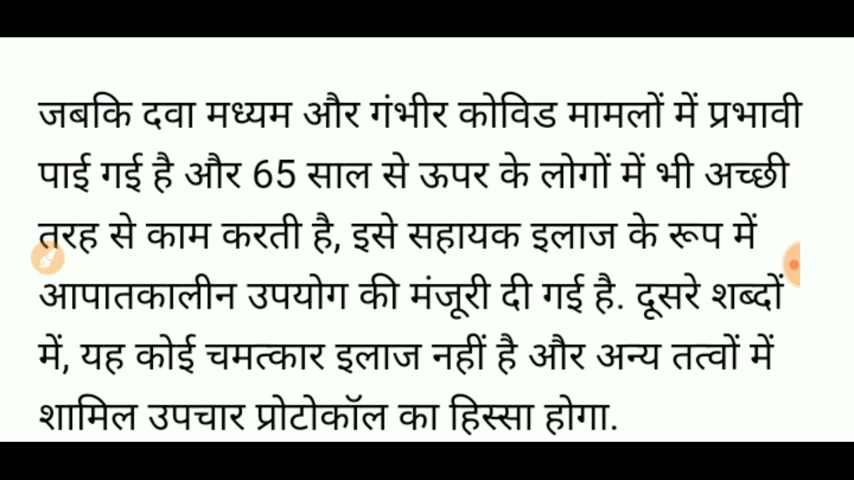 जबकि दवा मध्यम और गंभीर कोविड मामलों में प्रभावी
पाई गई है और 65 साल से ऊपर के लोगों में भी अच्छी
तरह से काम करती है, इसे सहायक इलाज के रूप में
आपातकालीन उपयोग की मंजूरी दी गई है. दूसरे शब्दों
में, यह कोई चमत्कार इलाज नहीं है और अन्य तत्वों में
शामिल उपचार प्रोटोकॉल का हिस्सा होगा.